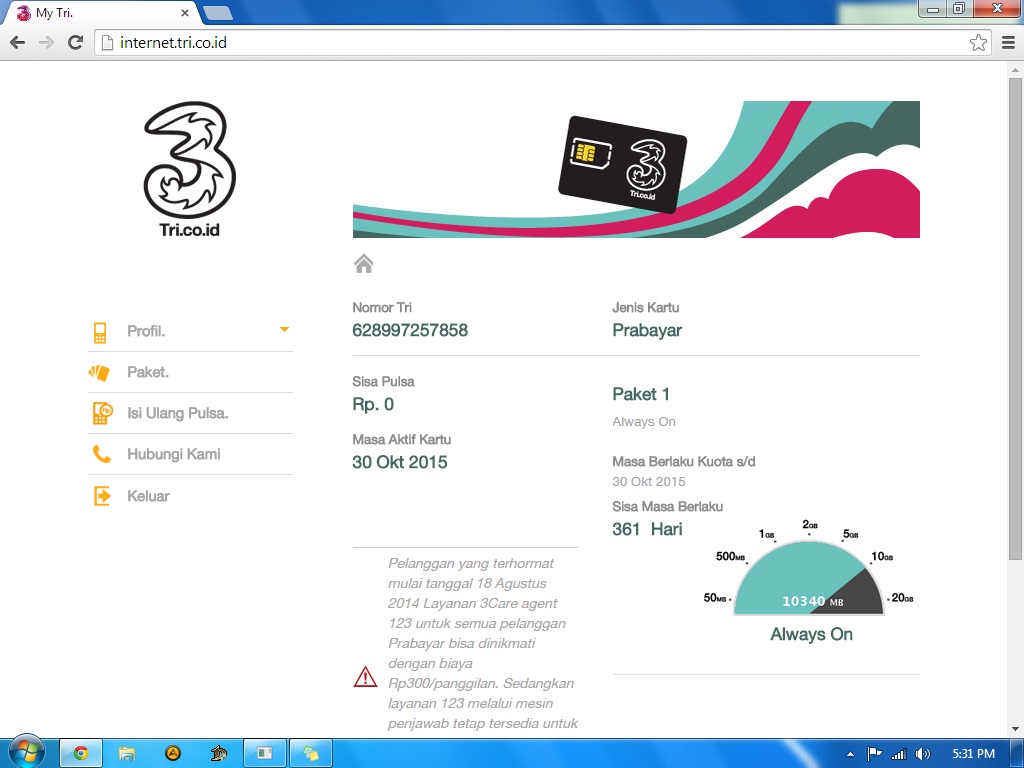 My Tri.
internet.tri.co.id
Tri.co.id
Tri.co.id
Profil.
Paket.
Isi Ulang Pulsa.
Hubungi Kami
Keluar
Nomor Tri
628997257858
Jenis Kartu
Prabayar
Sisa Pulsa
Rp. 0
Masa Aktif Kartu
30 Okt 2015
Paket 1
Always On
Masa Berlaku Kuota s/d
30 Okt 2015
Sisa Masa Berlaku
361 Hari
50MB
500MB
1GB
2GB
5GB
10GB
20GB
10340 MB
Always On
Pelanggan yang terhormat
mulai tanggal 18 Agustus
2014 Layanan 3Care agent
123 untuk semua pelanggan
Prabayar bisa dinikmati
dengan biaya
Rp300/panggilan. Sedangkan
layanan 123 melalui mesin
penjawab tetap tersedia untuk
5:31 PM